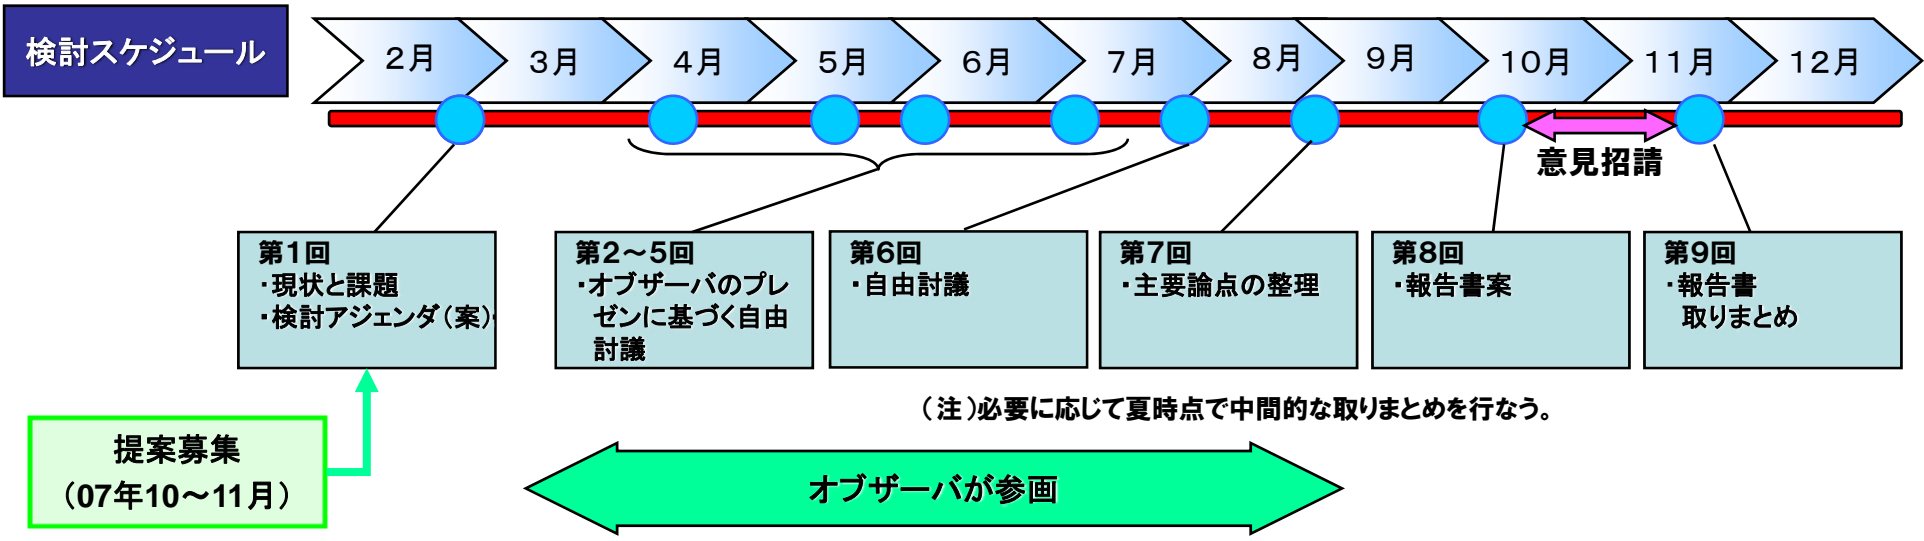 検討スケジュール
2月
3月
4月
5月
6月
7月
8月
9月
10月
11月
12月
意見招請
第1回
・現状と課題
・検討アジェンダ（案）・
第2～5回
・オブザーバのプレ
ゼンに基づく自由
討議
第6回
・自由討議
第7回
・主要論点の整理
第8回
・報告書案
第9回
・報告書
取りまとめ
（注）必要に応じて夏時点で中間的な取りまとめを行なう。
提案募集
（07年10～11月）
オブザーバが参画